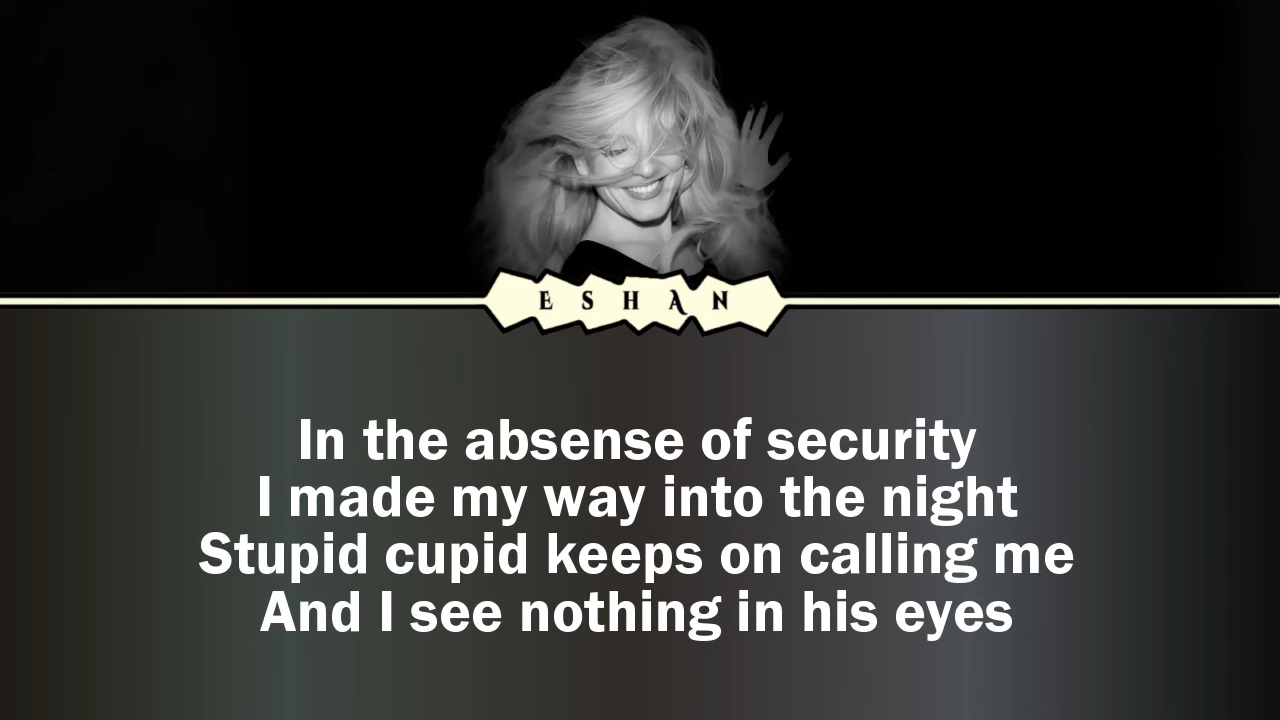 ESHAN
In the absense of security
I made my way into the night
Stupid cupid keeps on calling me
And I see nothing in his eyes